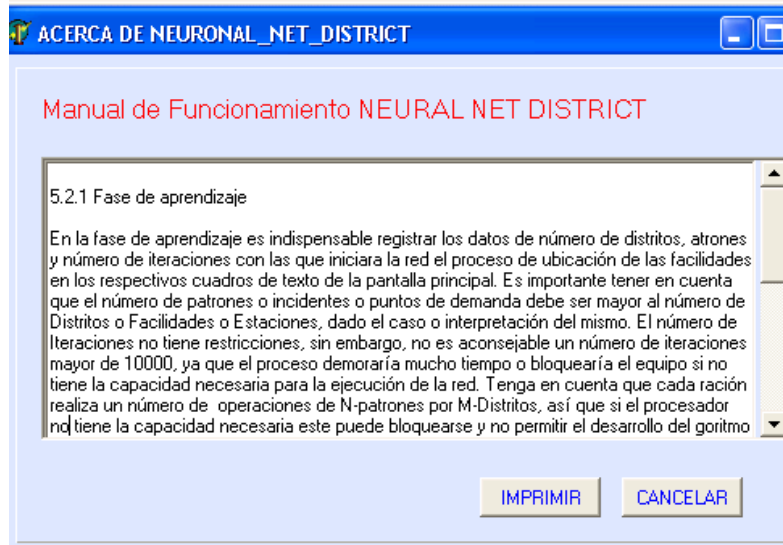 ACERCA DE NEURONAL_NET_DISTRICT
Manual de Funcionamiento NEURAL NET DISTRICT
5.2.1 Fase de aprendizaje
En la fase de aprendizaje es indispensable registrar los datos de número de distritos, atrones
y número de iteraciones con las que iniciara la red el proceso de ubicación de las facilidades
en los respectivos cuadros de texto de la pantalla principal. Es importante tener en cuenta
que el número de patrones o incidentes o puntos de demanda debe ser mayor al número de
Distritos o Facilidades o Estaciones, dado el caso o interpretación del mismo. El número de
Iteraciones no tiene restricciones, sin embargo, no es aconsejable un número de iteraciones
mayor de 10000, ya que el proceso demoraría mucho tiempo o bloquearía el equipo si no
tiene la capacidad necesaria para la ejecución de la red. Tenga en cuenta que cada ración
realiza un número de  operaciones de N-patrones por M-Distritos, así que si el procesador
no tiene la capacidad necesaria este puede bloquearse y no permitir el desarrollo del goritmo
IMPRIMIR CANCELAR